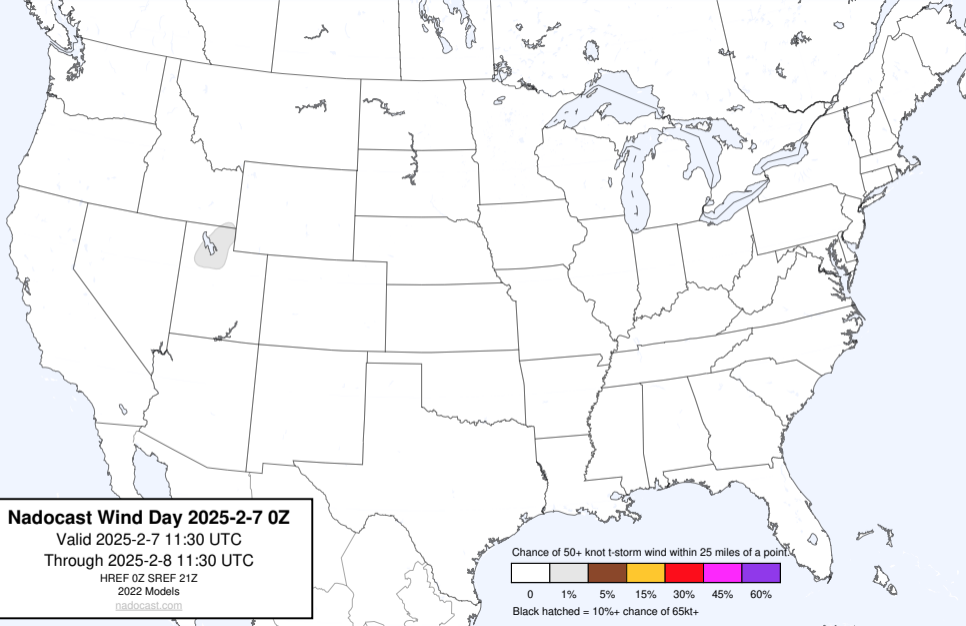 Nadocast Wind Day 2025-2-7 0Z
Valid 2025-2-7 11:30 UTC
Through 2025-2-8 11:30 UTC
HREF 0Z SREF 21Z
2022 Models
nadocast.com
Chance of 50+ knot t-storm wind within 25 miles of a point.
0 1% 5% 15% 30% 45% 60%
Black hatched = 10%+ chance of 65kt+